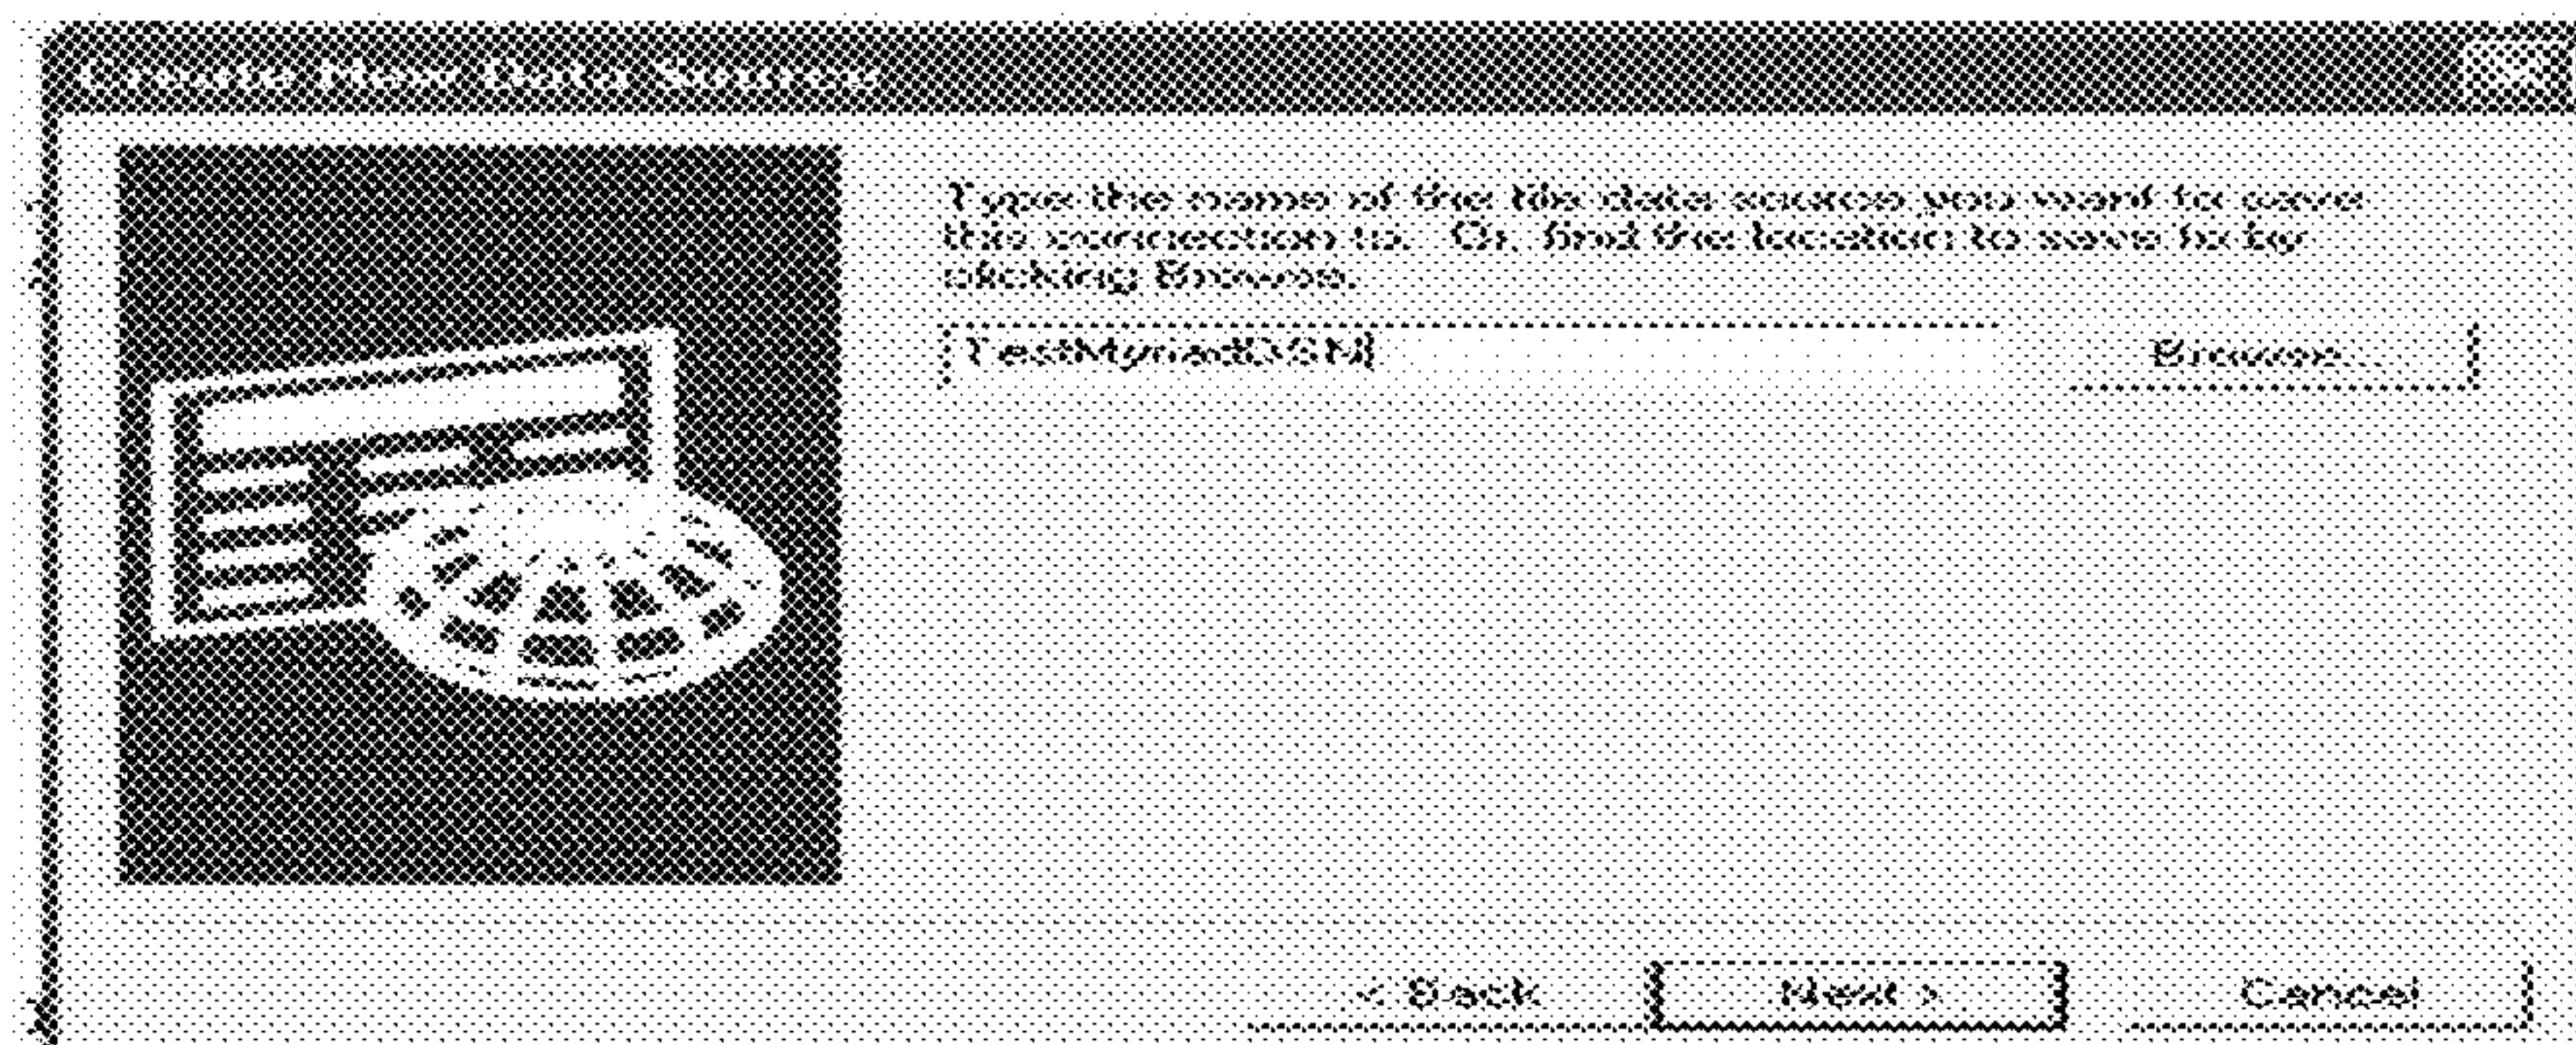 Create New Data Source
Type the name of the file data source you want to save
this connection to. Or, find the location to save to by
clicking Browse.
TestMyriadDSN
Browse...
< Back
Next >
Cancel